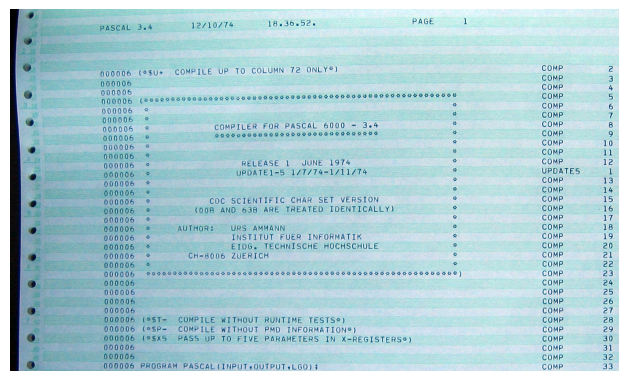 PASCAL 3.4 12/10/74 18.36.52. PAGE 1
000006 (*$U+ COMPILE UP TO COLUMN 72 ONLY*) COMP 2
000006 COMP 3
000006 COMP 4
000006 (********************************************************* COMP 5
000006 * * COMP 6
000006 * * COMP 7
000006 * COMPILER FOR PASCAL 6000 - 3.4 * COMP 8
000006 * ****************************** * COMP 9
000006 * * COMP 10
000006 * * COMP 11
000006 * RELEASE 1 JUNE 1974 * COMP 12
000006 * UPDATE1-5 1/7/74-1/11/74 * UPDATES 1
000006 * * COMP 13
000006 * * COMP 14
000006 * CDC SCIENTIFIC CHAR SET VERSION * COMP 15
000006 * (00B AND 63B ARE TREATED IDENTICALLY) * COMP 16
000006 * * COMP 17
000006 * AUTHOR: URS AMMANN * COMP 18
000006 * INSTITUT FUER INFORMATIK * COMP 19
000006 * EIDG. TECHNISCHE HOCHSCHULE * COMP 20
000006 * CH-8006 ZUERICH * COMP 21
000006 * * COMP 22
000006 *********************************************************) COMP 23
000006 COMP 24
000006 COMP 25
000006 COMP 26
000006 COMP 27
000006 (*$T- COMPILE WITHOUT RUNTIME TESTS*) COMP 28
000006 (*$P- COMPILE WITHOUT PMD INFORMATION*) COMP 29
000006 (*$X5 PASS UP TO FIVE PARAMETERS IN X-REGISTERS*) COMP 30
000006 COMP 31
000006 COMP 32
000006 PROGRAM PASCAL(INPUT,OUTPUT,LGO); COMP 33